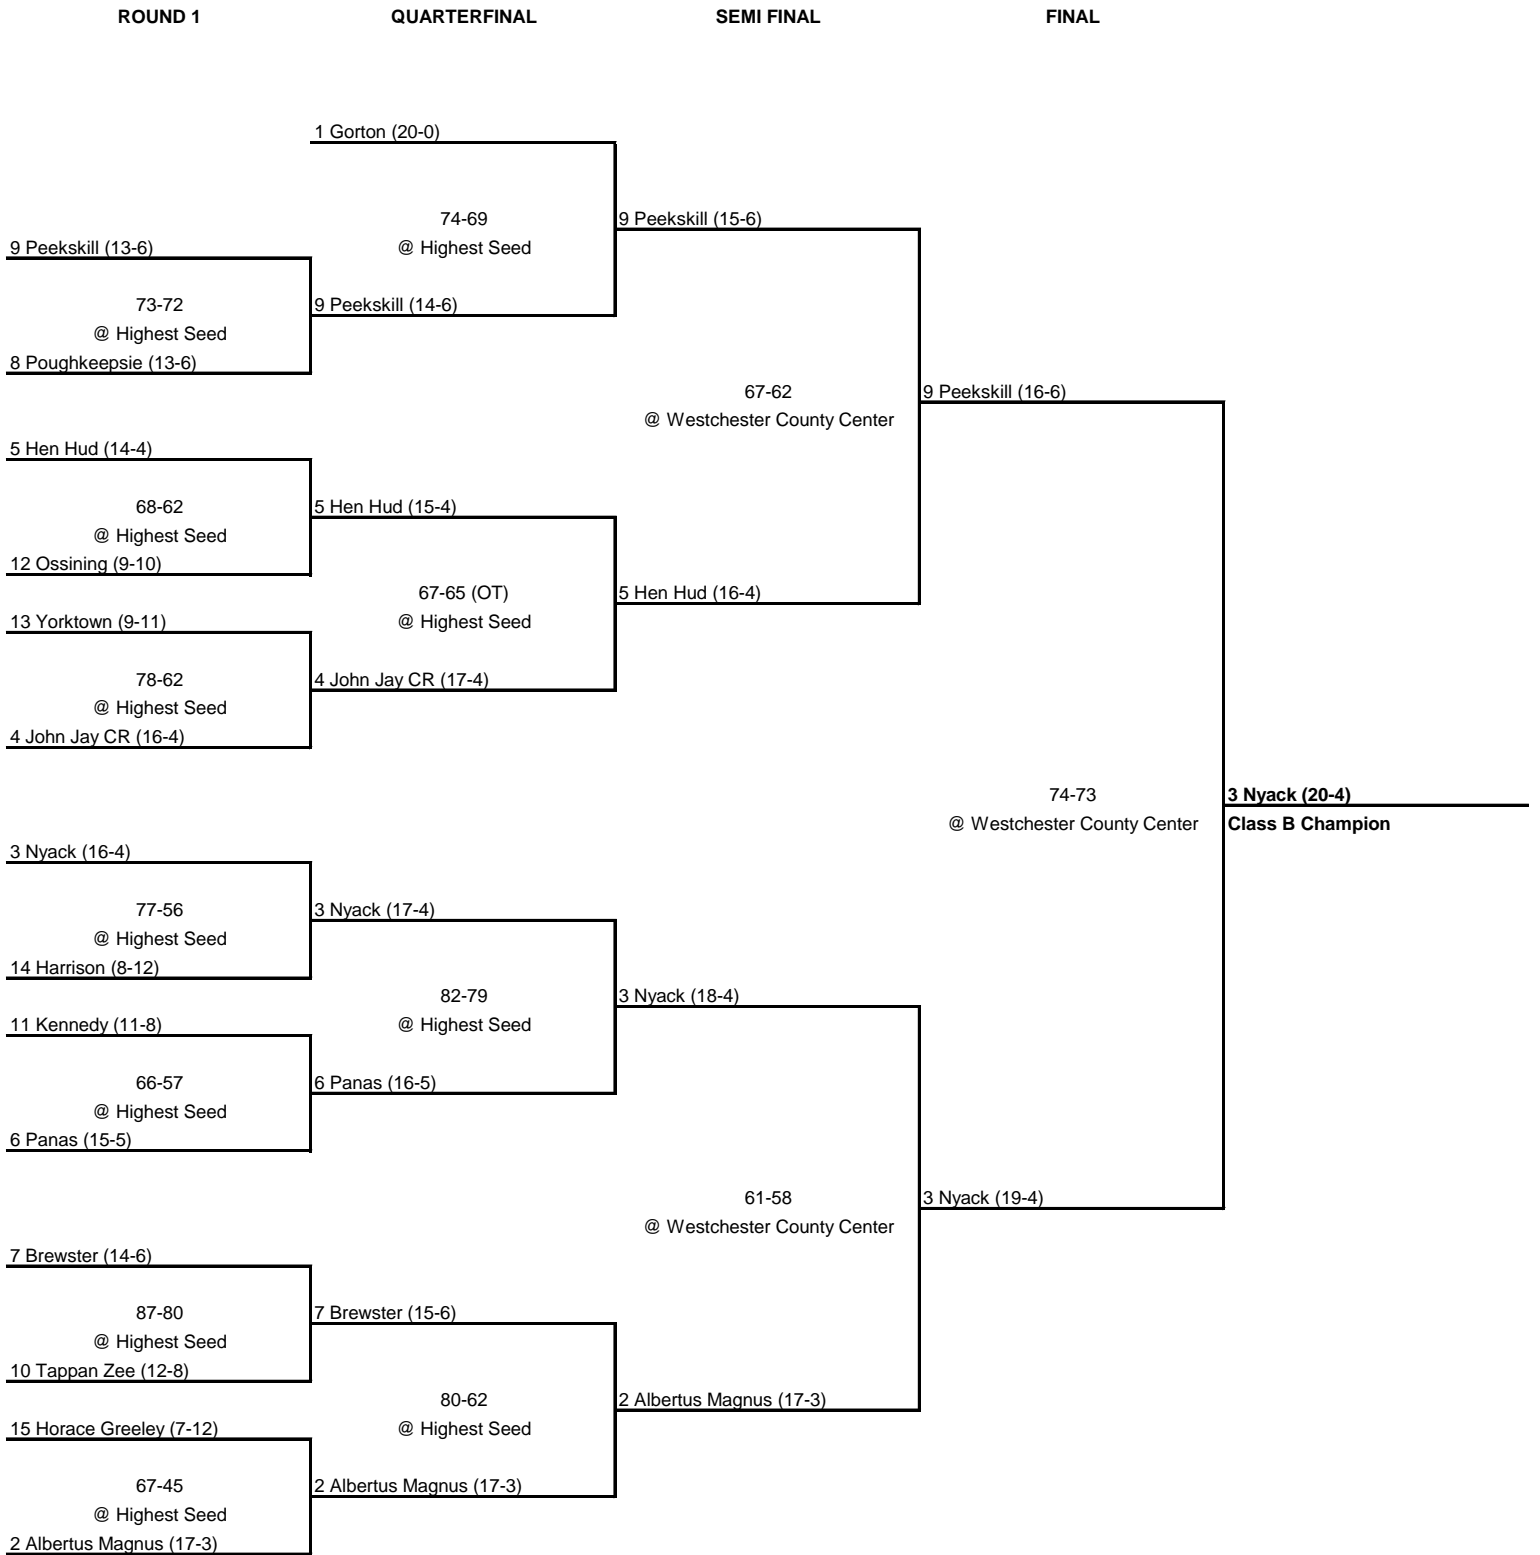 ROUND 1 QUARTERFINAL SEMI FINAL FINAL
1 Gorton (20-0)
74-69
@ Highest Seed
9 Peekskill (15-6)
9 Peekskill (13-6)
73-72
@ Highest Seed
9 Peekskill (14-6)
8 Poughkeepsie (13-6)
67-62
@ Westchester County Center
9 Peekskill (16-6)
5 Hen Hud (14-4)
68-62
@ Highest Seed
5 Hen Hud (15-4)
12 Ossining (9-10)
67-65 (OT)
@ Highest Seed
5 Hen Hud (16-4)
13 Yorktown (9-11)
78-62
@ Highest Seed
4 John Jay CR (17-4)
4 John Jay CR (16-4)
74-73
@ Westchester County Center
3 Nyack (20-4)
Class B Champion
3 Nyack (16-4)
77-56
@ Highest Seed
3 Nyack (17-4)
14 Harrison (8-12)
82-79
@ Highest Seed
3 Nyack (18-4)
11 Kennedy (11-8)
66-57
@ Highest Seed
6 Panas (16-5)
6 Panas (15-5)
61-58
@ Westchester County Center
3 Nyack (19-4)
7 Brewster (14-6)
87-80
@ Highest Seed
7 Brewster (15-6)
10 Tappan Zee (12-8)
80-62
@ Highest Seed
2 Albertus Magnus (17-3)
15 Horace Greeley (7-12)
67-45
@ Highest Seed
2 Albertus Magnus (17-3)
2 Albertus Magnus (17-3)